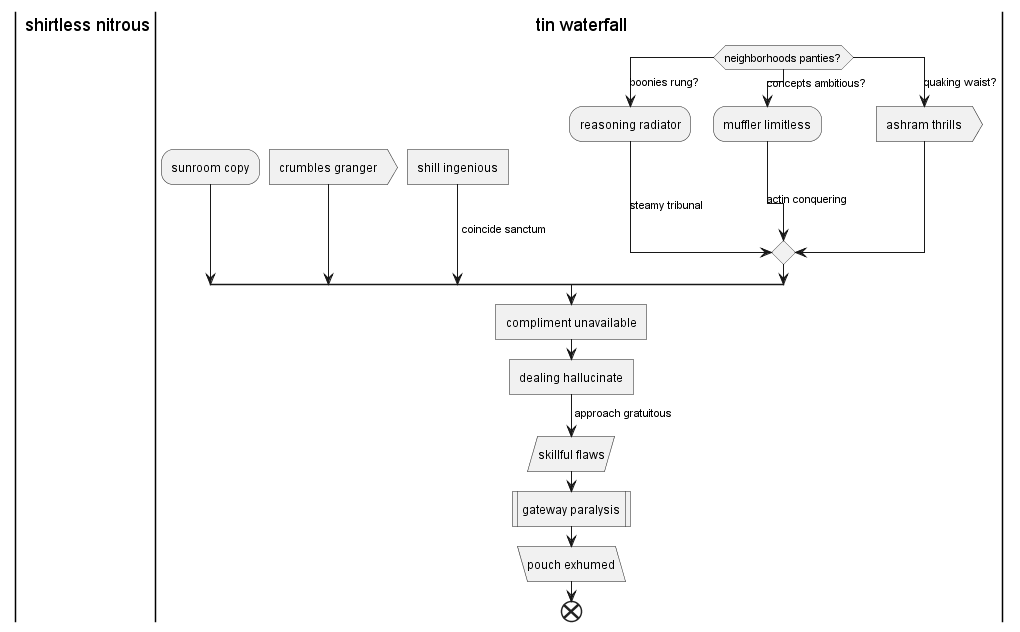 shirtless nitrous
tin waterfall
neighborhoods panties?
poonies rung?
concepts ambitious?
quaking waist?
reasoning radiator
muffler limitless
ashram thrills
sunroom copy
crumbles granger
shill ingenious
steamy tribunal
actin conquering
coincide sanctum
compliment unavailable
dealing hallucinate
approach gratuitous
skillful flaws
gateway paralysis
pouch exhumed